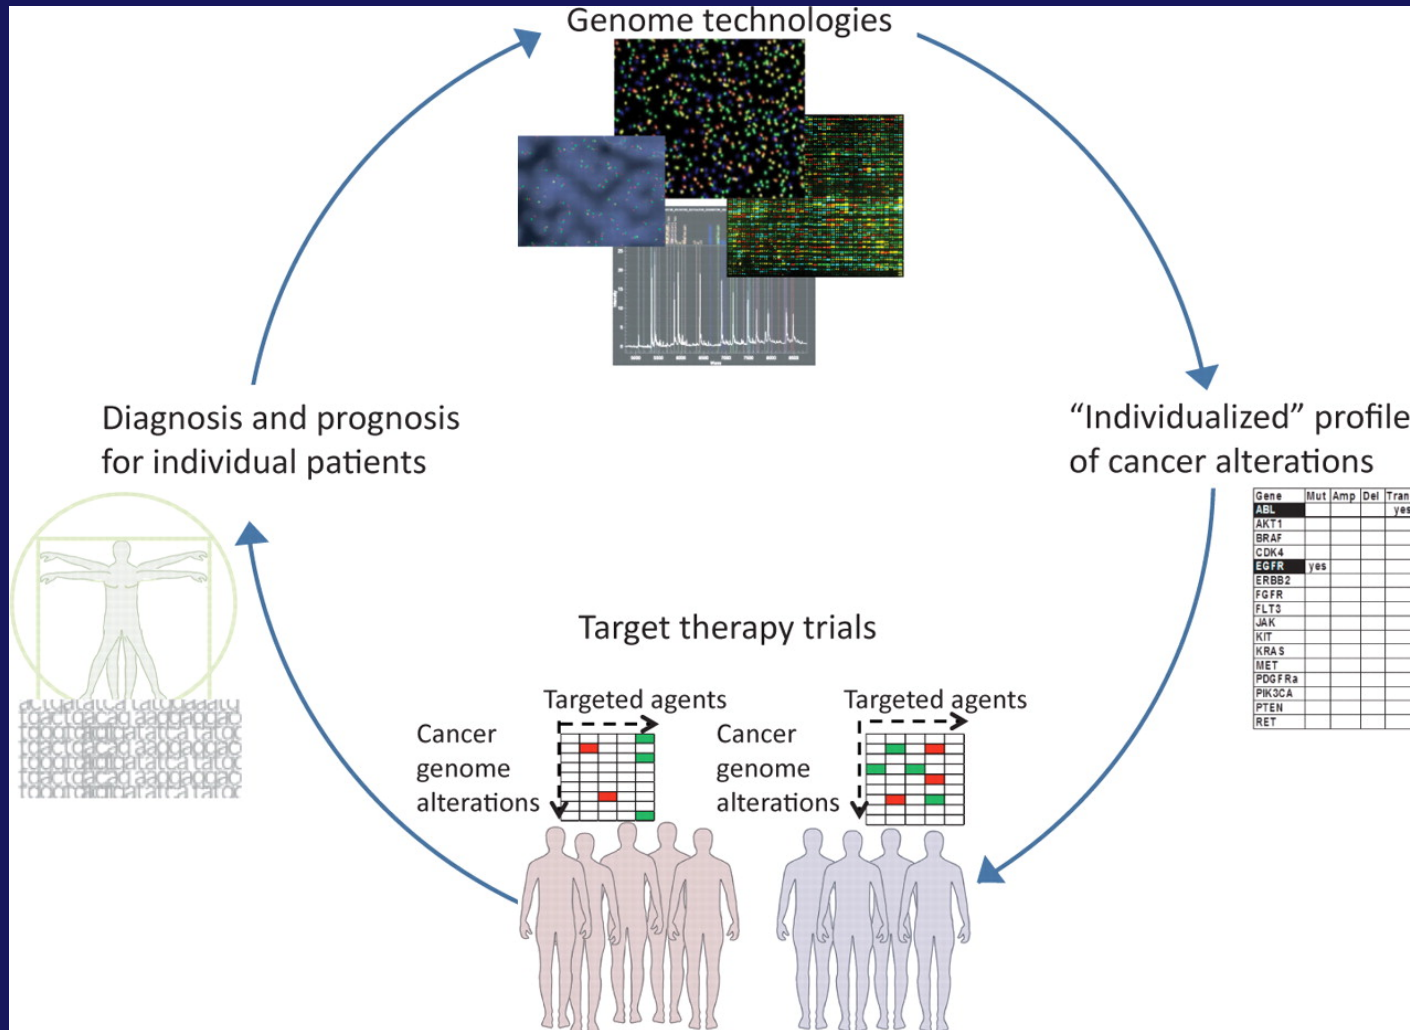 Genome technologies
Diagnosis and prognosis
for individual patients
“Individualized” profile
of cancer alterations
Gene Mut Amp Del Tran
ABL yes
AKT1
BRAF
CDK4
EGFR yes
ERBB2
FGFR
FLT3
JAK
KIT
KRAS
MET
PDGFRa
PIK3CA
PTEN
RET
Target therapy trials
Targeted agents
Cancer
genome
alterations
Targeted agents
Cancer
genome
alterations